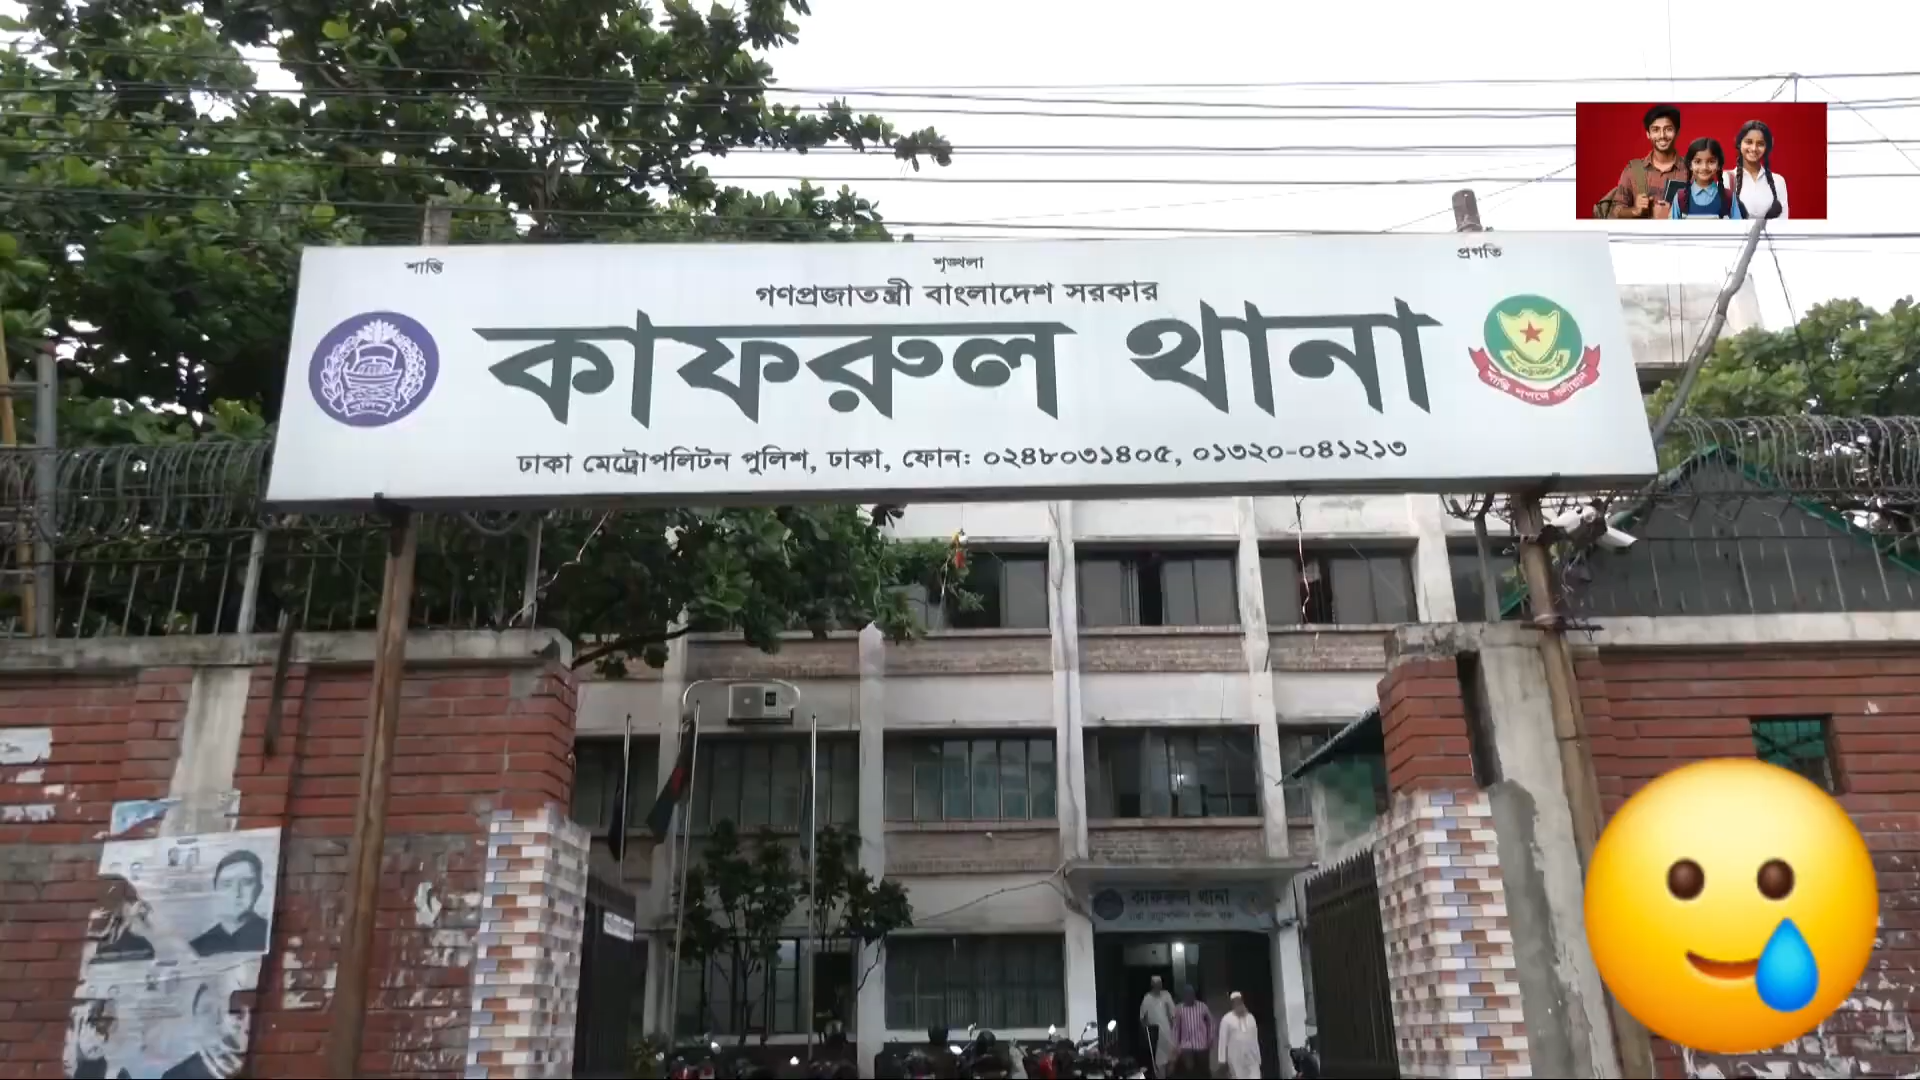 শান্তি শৃঙ্খলা প্রগতি
গণপ্রজাতন্ত্রী বাংলাদেশ সরকার
কাফরুল থানা
ঢাকা মেট্রোপলিটন পুলিশ, ঢাকা, ফোন: ০২৪৮০৩১৪০৫, ০১৩২০-০৪১২১৩
পুলিশ
কাফরুল থানা